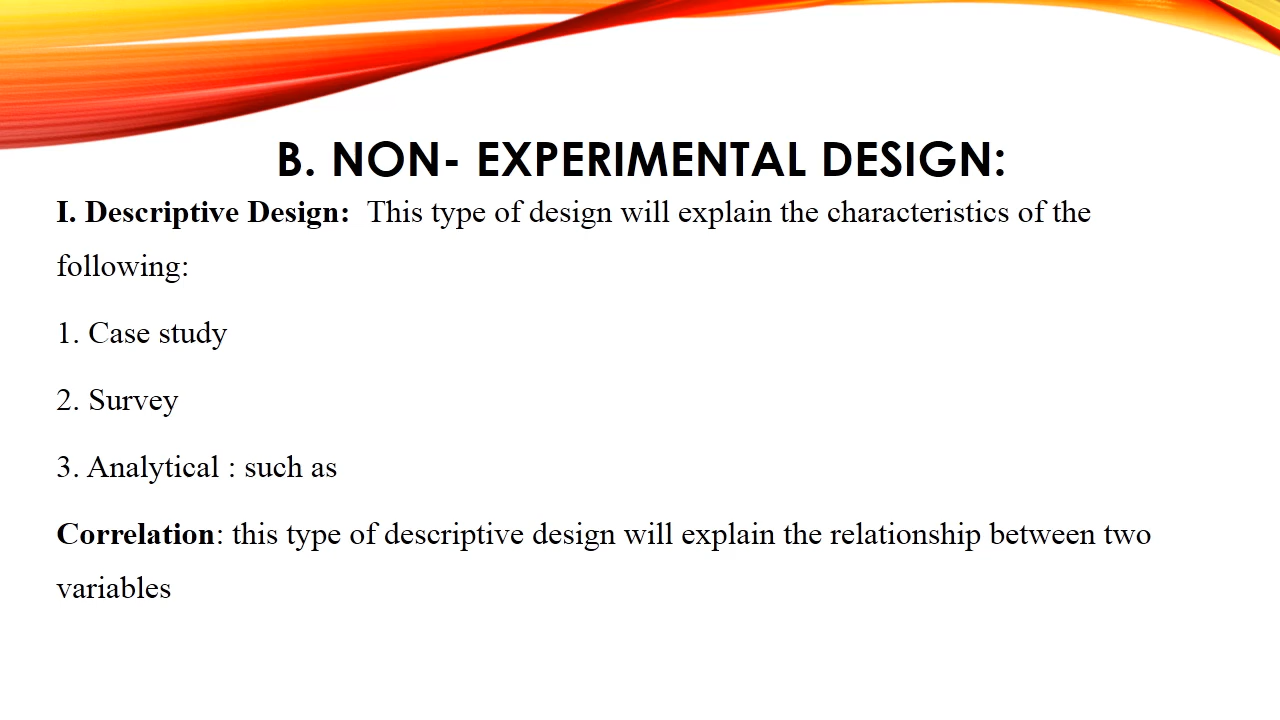 B. NON- EXPERIMENTAL DESIGN:
I. Descriptive Design:  This type of design will explain the characteristics of the
following:
1. Case study
2. Survey
3. Analytical : such as
Correlation: this type of descriptive design will explain the relationship between two
variables